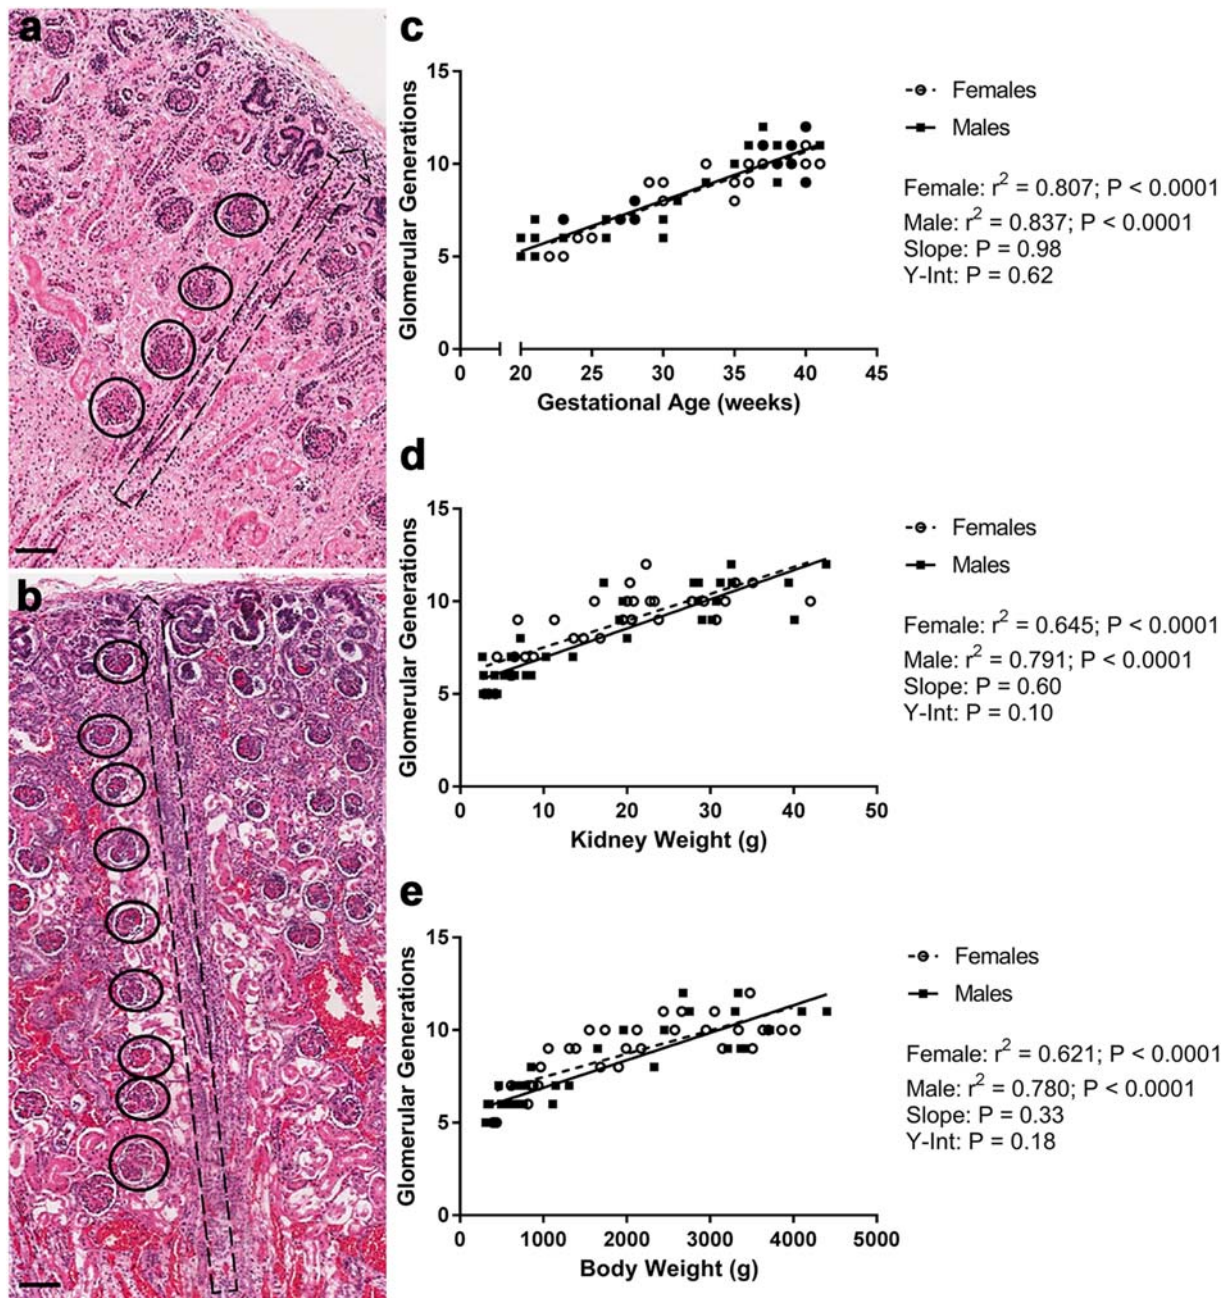 a
b
c
15
10
5
0
Glomerular Generations
0 20 25 30 35 40 45
Gestational Age (weeks)
Females
Males
Female: r² = 0.807; P < 0.0001
Male: r² = 0.837; P < 0.0001
Slope: P = 0.98
Y-Int: P = 0.62
d
15
10
5
0
Glomerular Generations
0 10 20 30 40 50
Kidney Weight (g)
Females
Males
Female: r² = 0.645; P < 0.0001
Male: r² = 0.791; P < 0.0001
Slope: P = 0.60
Y-Int: P = 0.10
e
15
10
5
0
Glomerular Generations
0 1000 2000 3000 4000 5000
Body Weight (g)
Females
Males
Female: r² = 0.621; P < 0.0001
Male: r² = 0.780; P < 0.0001
Slope: P = 0.33
Y-Int: P = 0.18